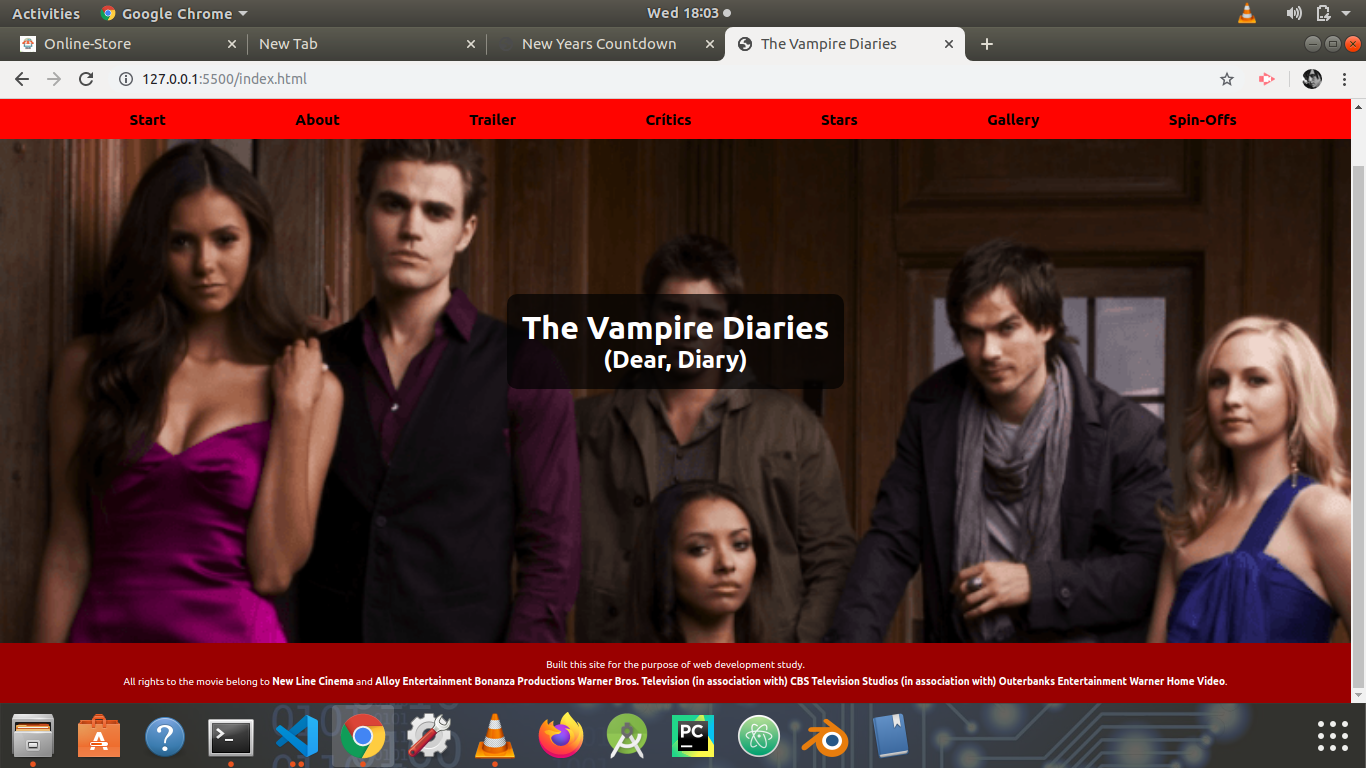 Activities Google Chrome Wed 18:03
Online-Store New Tab New Years Countdown The Vampire Diaries
127.0.0.1:5500/index.html
Start About Trailer Crítics Stars Gallery Spin-Offs
The Vampire Diaries
(Dear, Diary)
Built this site for the purpose of web development study.
All rights to the movie belong to New Line Cinema and Alloy Entertainment Bonanza Productions Warner Bros. Television (in association with) CBS Television Studios (in association with) Outerbanks Entertainment Warner Home Video.
PC